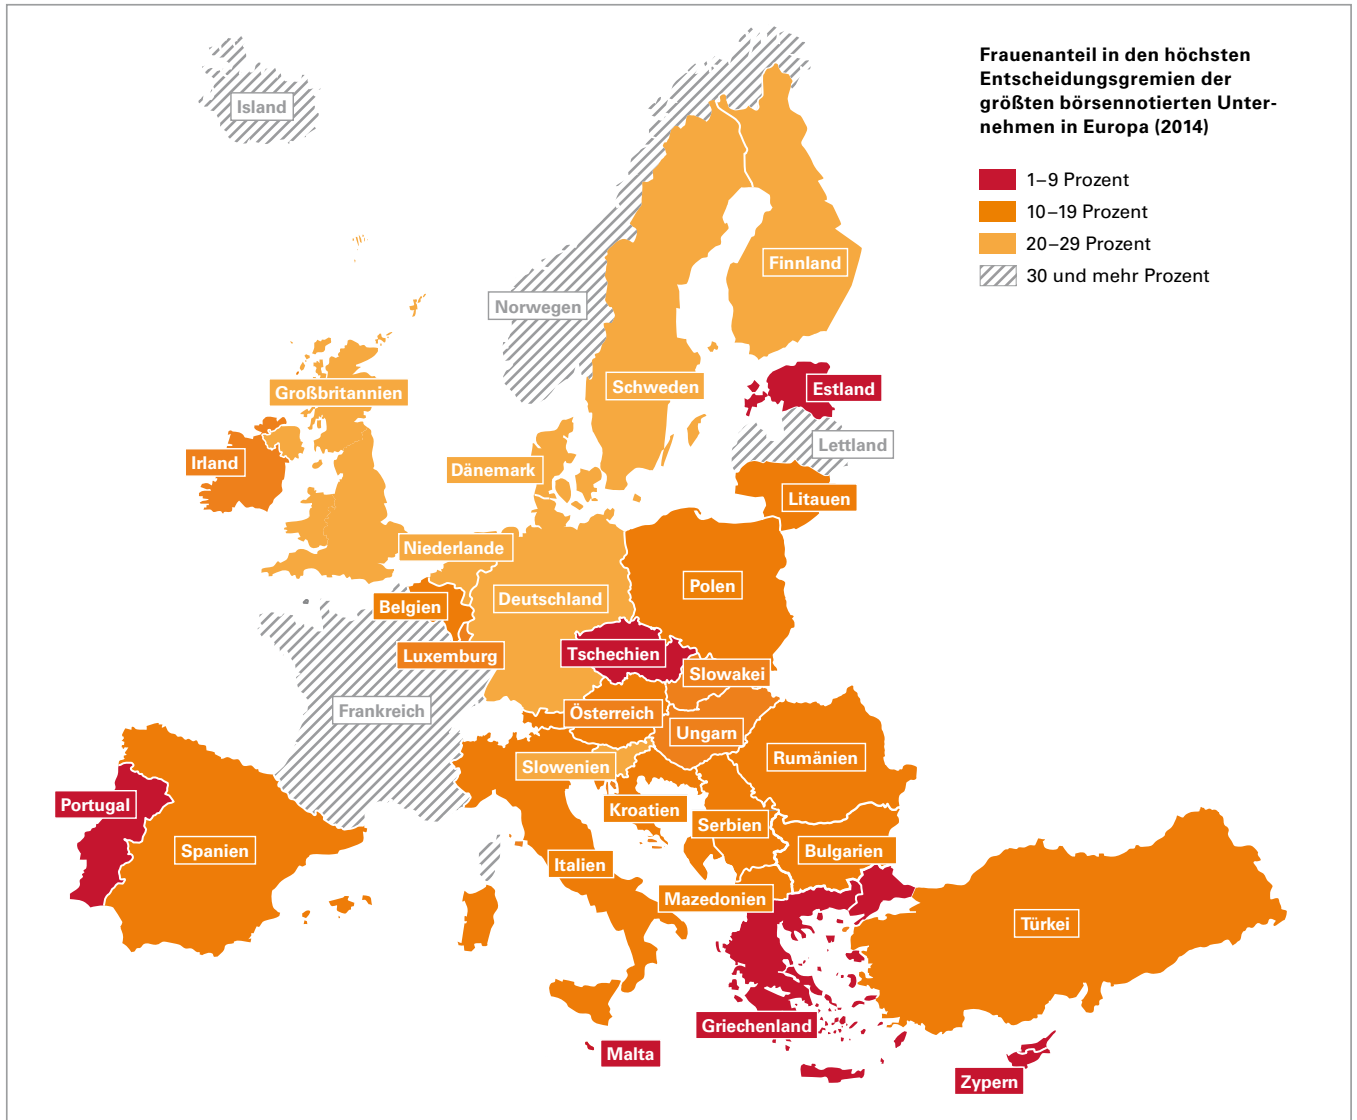 Frauenanteil in den höchsten
Entscheidungsgremien der
größten börsennotierten Unter-
nehmen in Europa (2014)
1–9 Prozent
10–19 Prozent
20–29 Prozent
30 und mehr Prozent
Island
Finnland
Norwegen
Schweden
Estland
Großbritannien
Lettland
Irland
Dänemark
Litauen
Niederlande
Polen
Deutschland
Belgien
Tschechien
Luxemburg
Slowakei
Frankreich
Österreich
Ungarn
Rumänien
Slowenien
Portugal
Kroatien
Serbien
Spanien
Bulgarien
Italien
Mazedonien
Türkei
Griechenland
Malta
Zypern